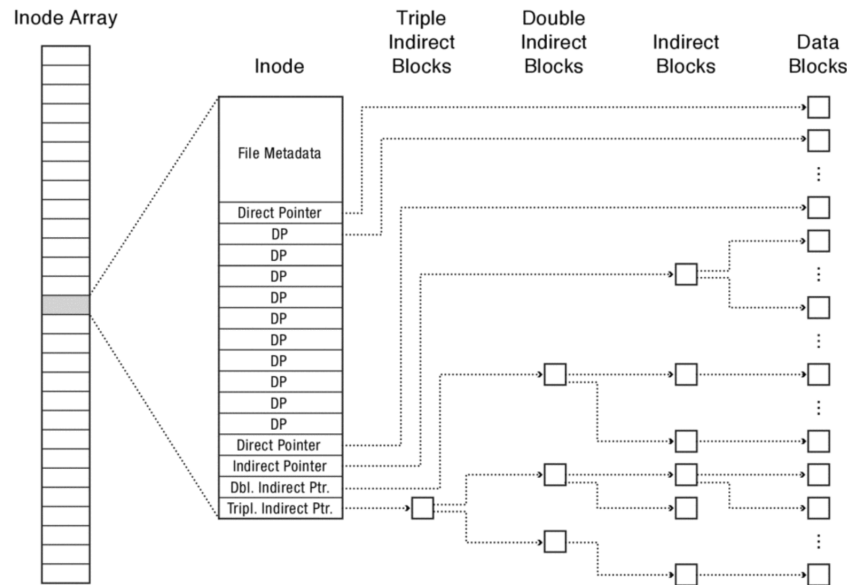 Inode Array
Inode
Triple
Indirect
Blocks
Double
Indirect
Blocks
Indirect
Blocks
Data
Blocks
File Metadata
Direct Pointer
DP
DP
DP
DP
DP
DP
DP
DP
DP
DP
Direct Pointer
Indirect Pointer
Dbl. Indirect Ptr.
Tripl. Indirect Ptr.